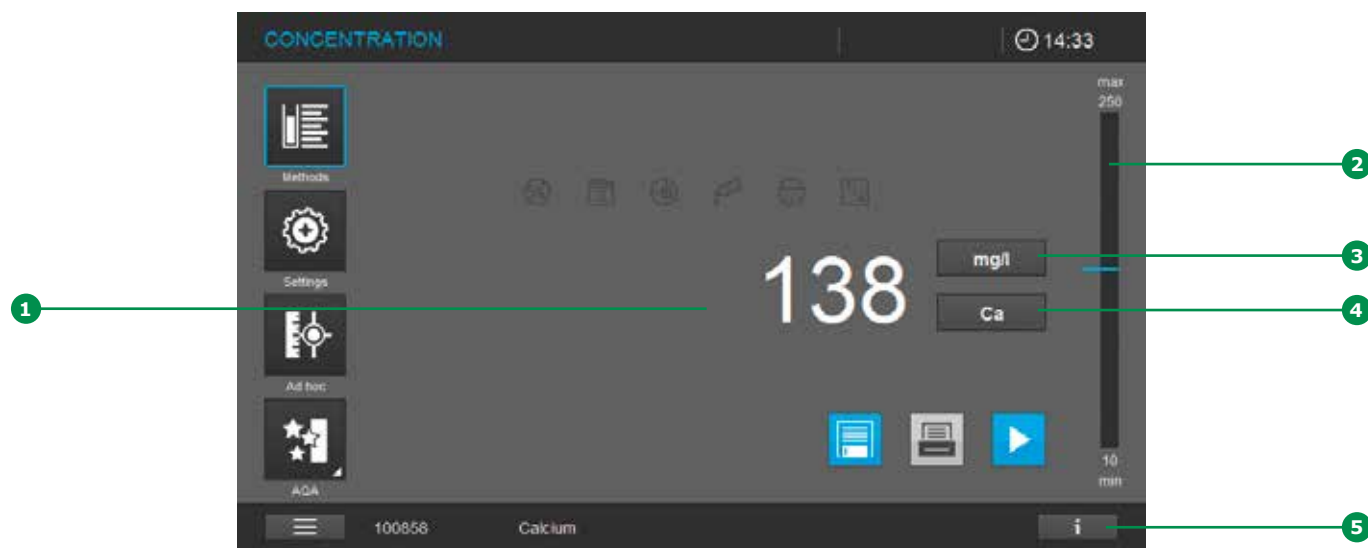 CONCENTRATION
14:33
max
250
Methods
2
Settings
138
mg/l
3
1
Ca
4
Ad hoc
10
min
AQA
100858 Calcium
i
5